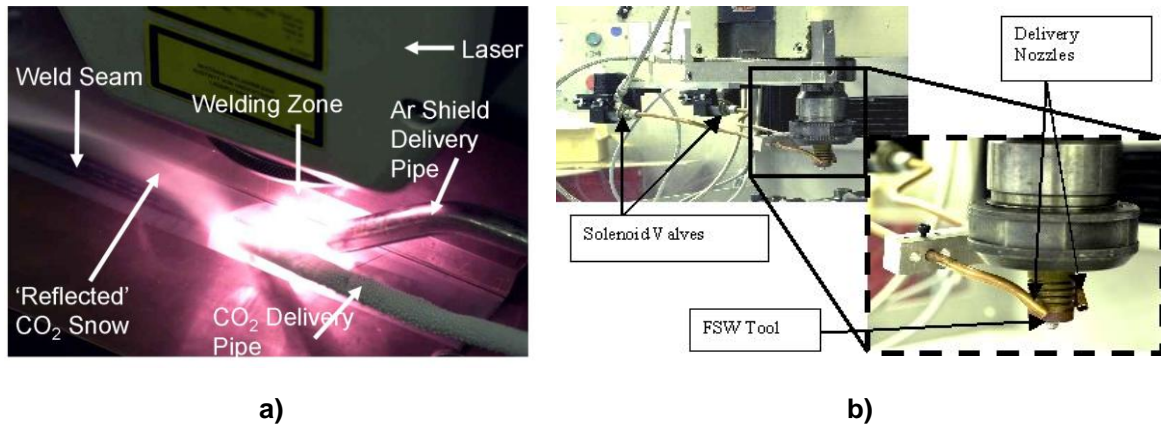 Laser
Weld Seam
Welding Zone
Ar Shield
Delivery
Pipe
'Reflected'
CO₂ Snow
CO₂ Delivery
Pipe
a)
Delivery
Nozzles
Solenoid Valves
FSW Tool
b)